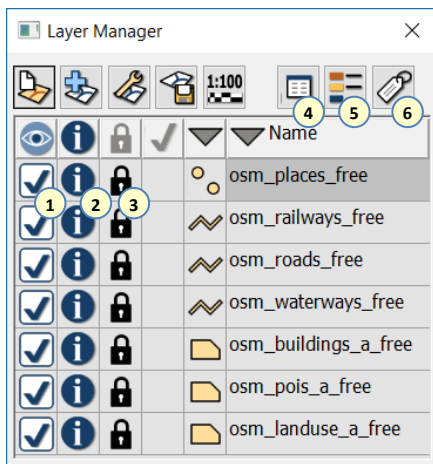 Layer Manager
1:100
4 5 6
Name
osm_places_free
1 2 3
osm_railways_free
osm_roads_free
osm_waterways_free
osm_buildings_a_free
osm_pois_a_free
osm_landuse_a_free